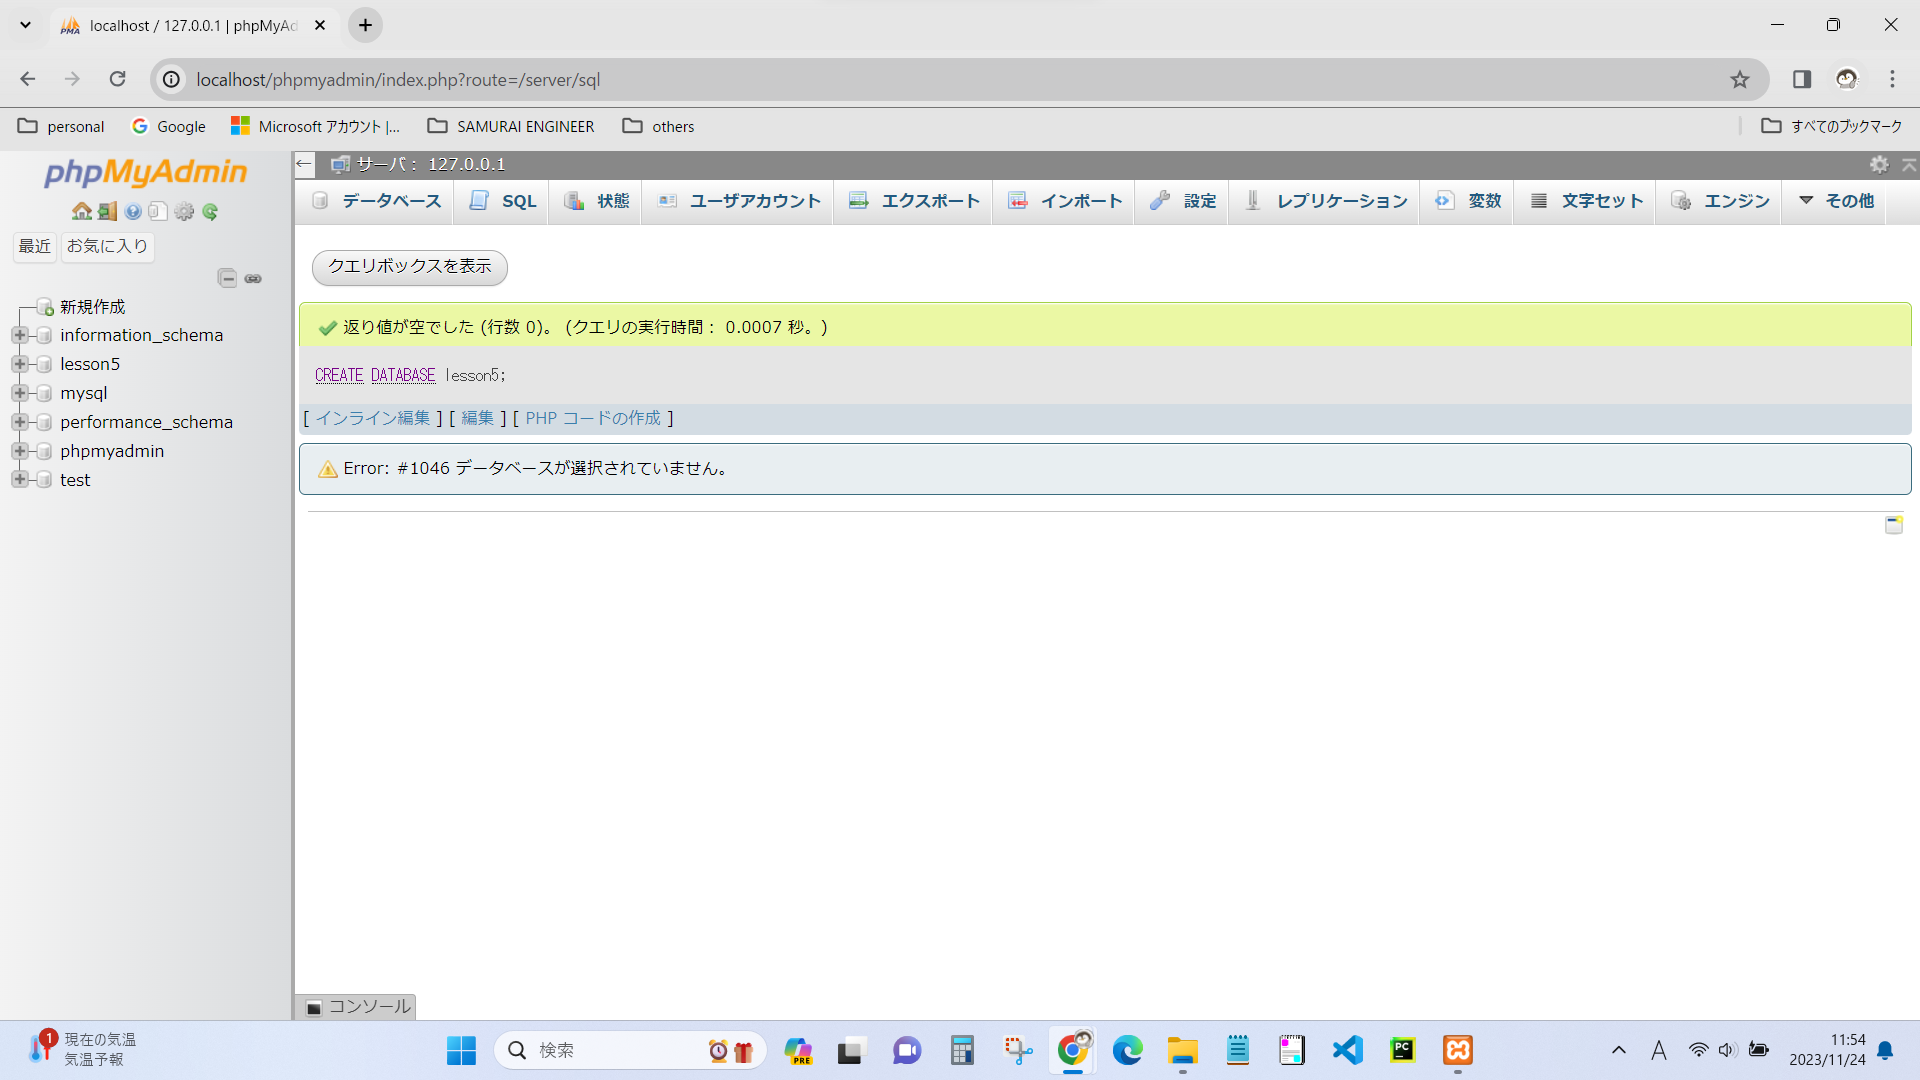 localhost / 127.0.0.1 | phpMyAd
localhost/phpmyadmin/index.php?route=/server/sql
personal
Google
Microsoft アカウント |...
SAMURAI ENGINEER
others
すべてのブックマーク
phpMyAdmin
最近 お気に入り
新規作成
information_schema
lesson5
mysql
performance_schema
phpmyadmin
test
サーバ: 127.0.0.1
データベース SQL 状態 ユーザアカウント エクスポート インポート 設定 レプリケーション 変数 文字セット エンジン その他
クエリボックスを表示
返り値が空でした (行数 0)。 (クエリの実行時間: 0.0007 秒。)
CREATE DATABASE lesson5;
[ インライン編集 ] [ 編集 ] [ PHP コードの作成 ]
Error: #1046 データベースが選択されていません。
コンソール
1
現在の気温
気温予報
検索
PRE
PC
A
11:54
2023/11/24